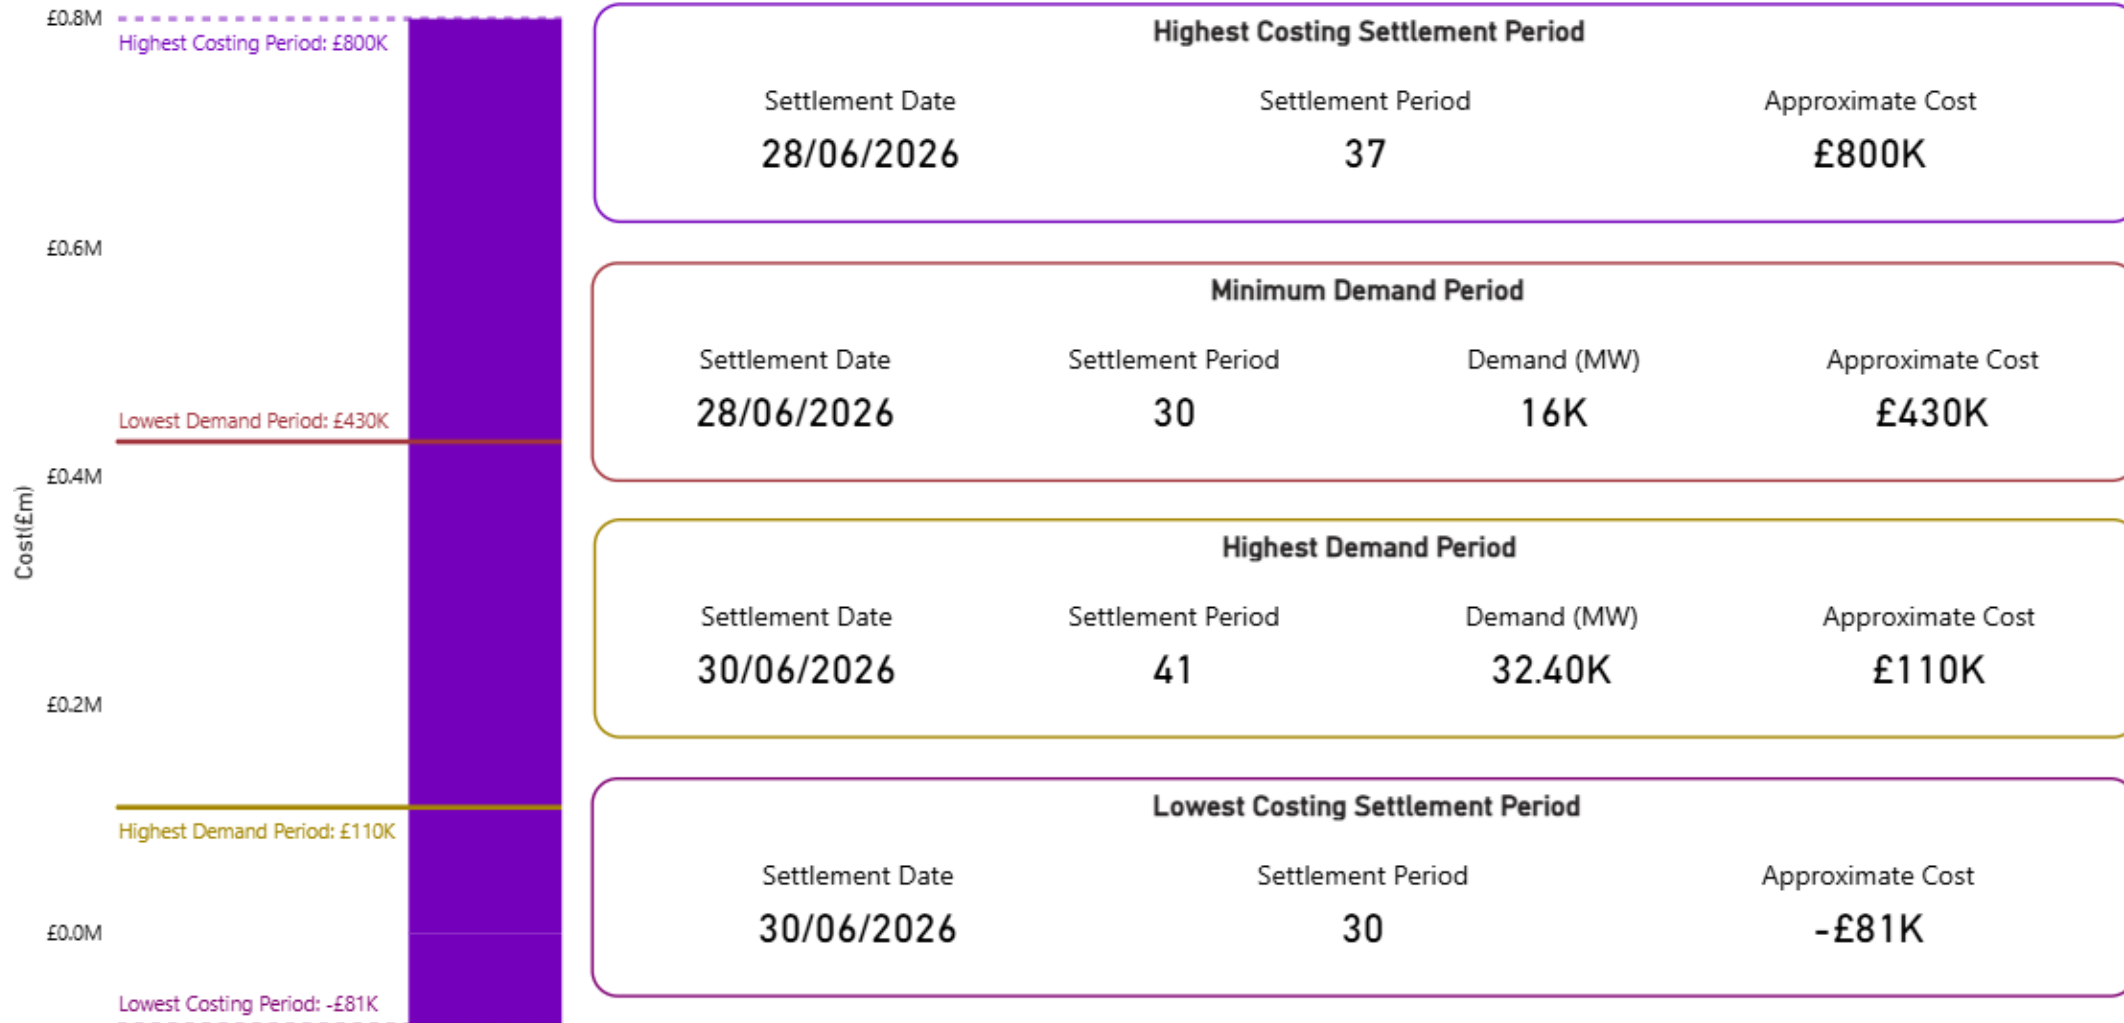 £0.8M
Highest Costing Period: £800K
£0.6M
Lowest Demand Period: £430K
£0.4M
Cost(£m)
£0.2M
Highest Demand Period: £110K
£0.0M
Lowest Costing Period: -£81K
Highest Costing Settlement Period
Settlement Date Settlement Period Approximate Cost
28/06/2026 37 £800K
Minimum Demand Period
Settlement Date Settlement Period Demand (MW) Approximate Cost
28/06/2026 30 16K £430K
Highest Demand Period
Settlement Date Settlement Period Demand (MW) Approximate Cost
30/06/2026 41 32.40K £110K
Lowest Costing Settlement Period
Settlement Date Settlement Period Approximate Cost
30/06/2026 30 -£81K